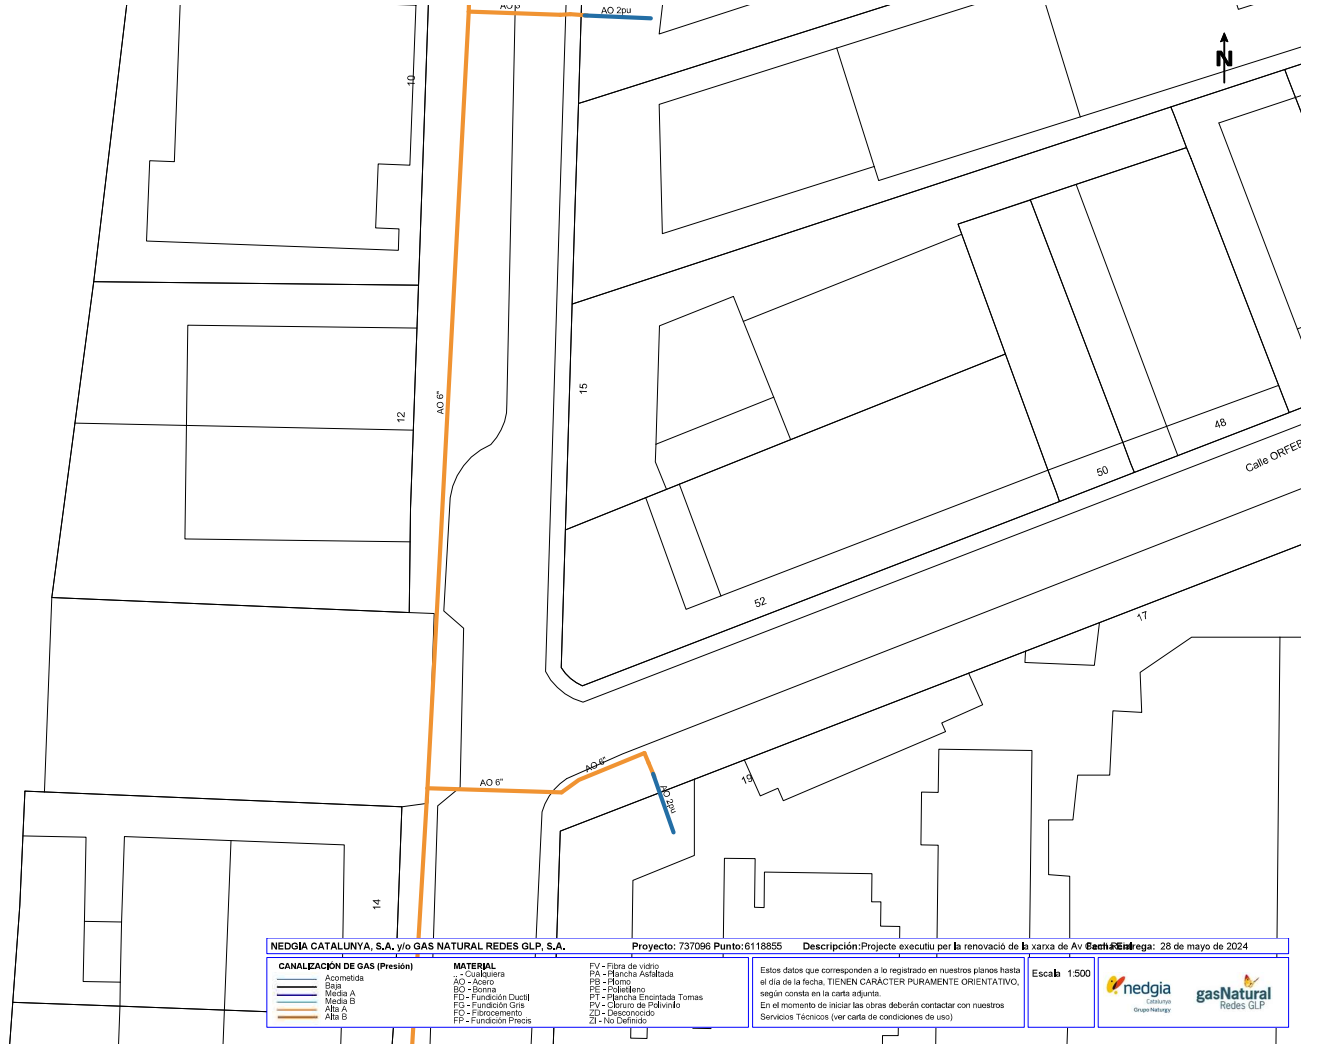 AO 2pu
N
10
15
AO 6"
12
48
50
Calle ORFEB
52
17
19
AO 6"
AO 6"
AO 2pu
14
NEDGIA CATALUNYA, S.A. y/o GAS NATURAL REDES GLP, S.A. Proyecto: 737096 Punto:6118855 Descripción:Projecte executiu per la renovació de la xarxa de Av 28 de mayo de 2024
CANALIZACIÓN DE GAS (Presión)
Acometida
Baja
Media A
Media B
Alta A
Alta B
MATERIAL
.. - Cualquiera
AO - Acero
BO - Bonna
FD - Fundición Ductil
FG - Fundición Gris
FO - Fibrocemento
FP - Fundición Precis
FV - Fibra de vidrio
PA - Plancha Asfaltada
PB - Plomo
PE - Polietileno
PT - Plancha Encintada Tomas
PV - Cloruro de Polivinilo
ZD - Desconocido
ZI - No Definido
Estos datos que corresponden a lo registrado en nuestros planos hasta
el día de la fecha, TIENEN CARÁCTER PURAMENTE ORIENTATIVO,
según consta en la carta adjunta.
En el momento de iniciar las obras deberán contactar con nuestros
Servicios Técnicos (ver carta de condiciones de uso)
Escala 1:500
nedgia
Catalunya
Grupo Naturgy
gasNatural
Redes GLP